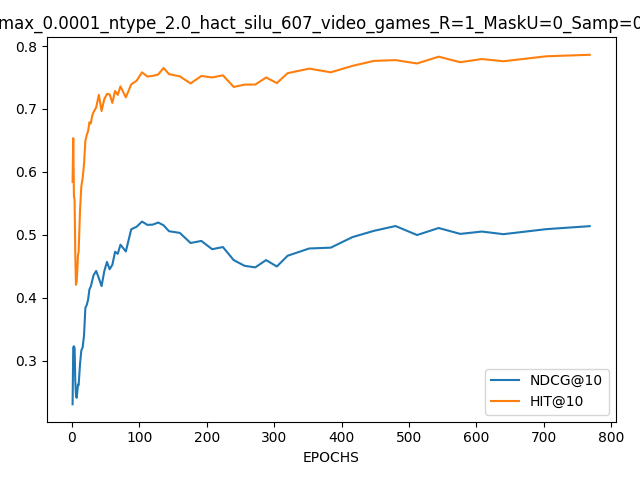 max_0.0001_ntype_2.0_hact_silu_607_video_games_R=1_MaskU=0_Samp=0
0.8
0.7
0.6
0.5
0.4
0.3
NDCG@10
HIT@10
0 100 200 300 400 500 600 700 800
EPOCHS